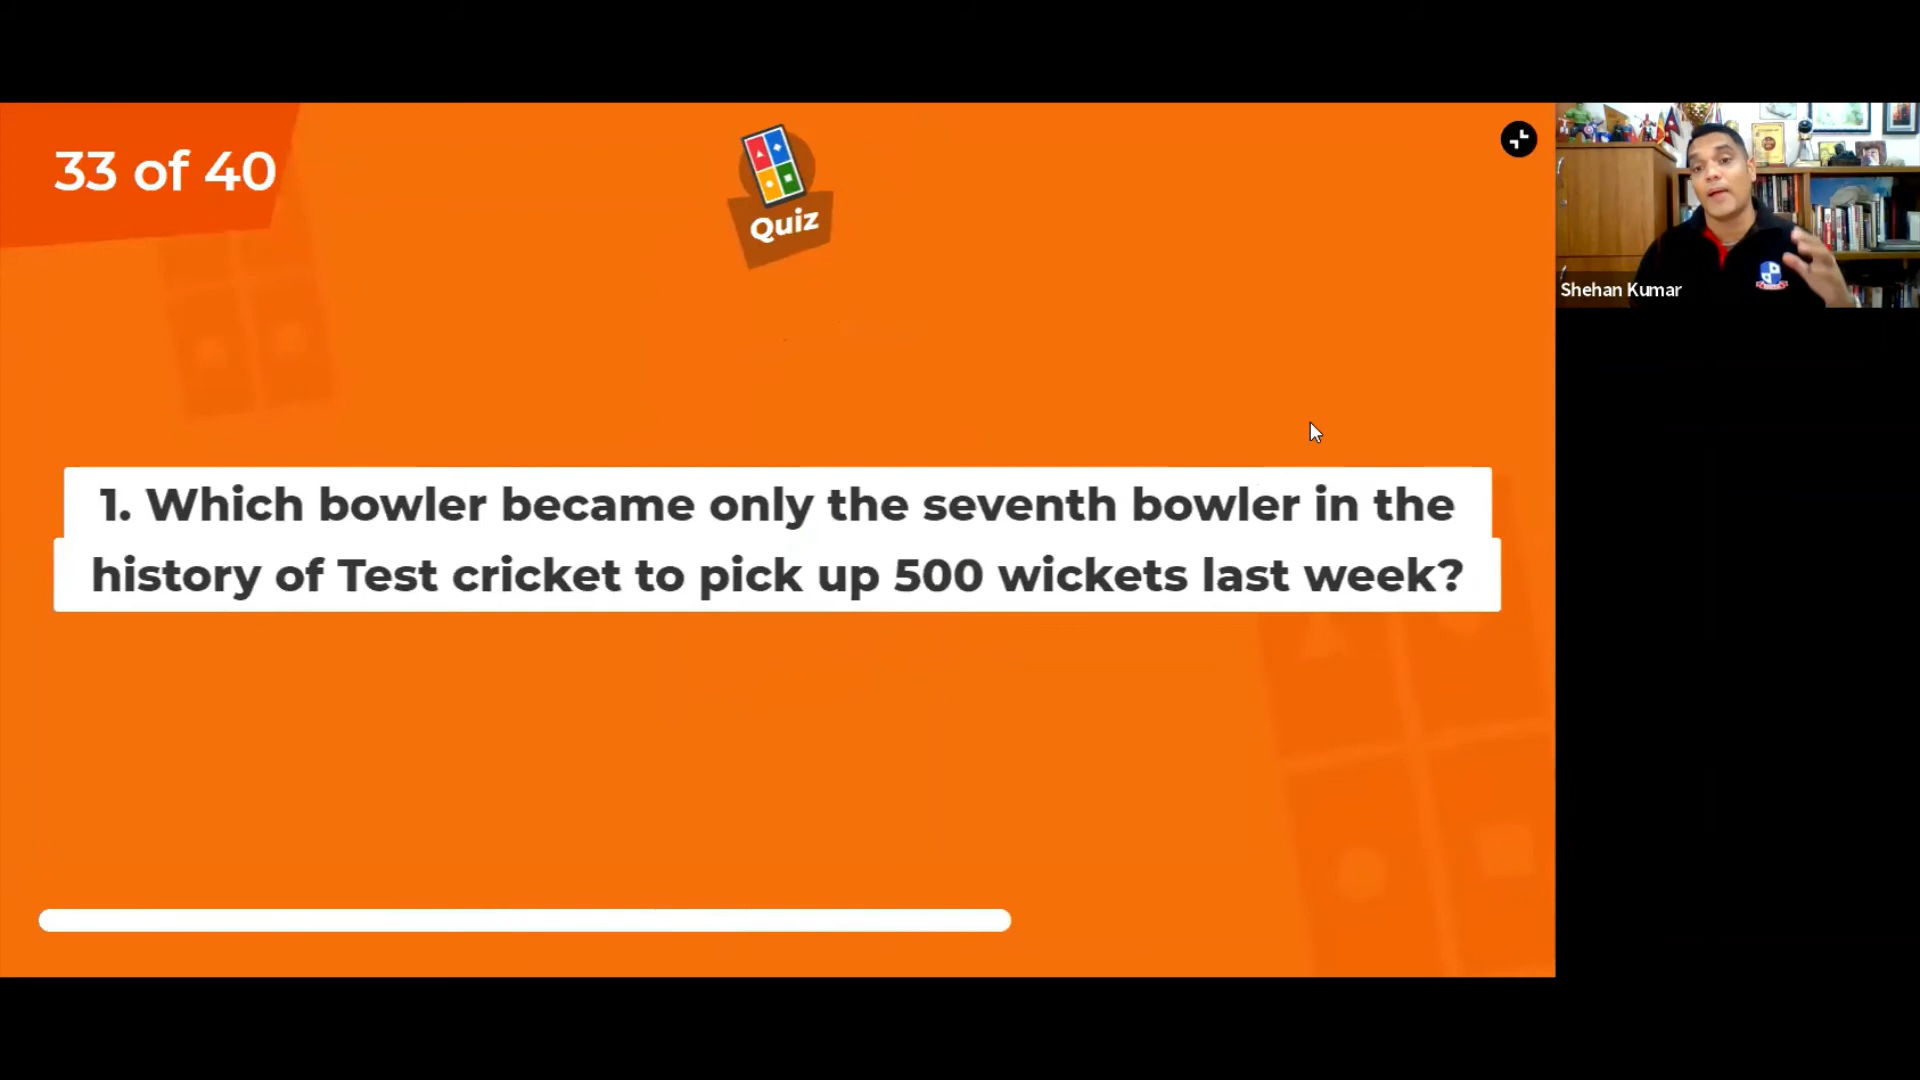 33 of 40
Quiz
Shehan Kumar
1. Which bowler became only the seventh bowler in the
history of Test cricket to pick up 500 wickets last week?